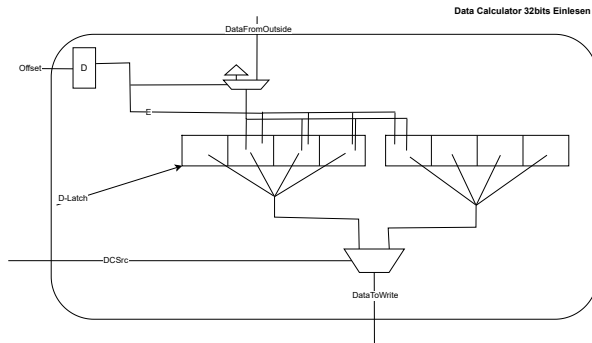 Data Calculator 32bits Einlesen
DataFromOutside
Offset
D
E
D-Latch
DCSrc
DataToWrite